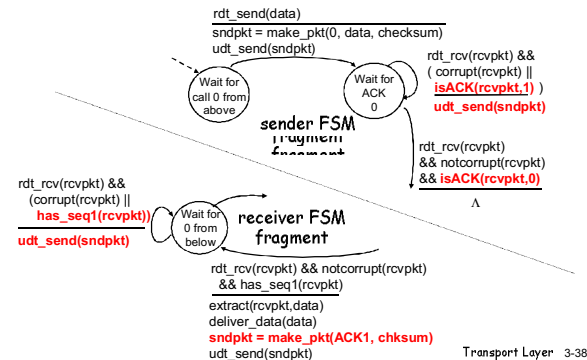 rdt_send(data)
sndpkt = make_pkt(0, data, checksum)
udt_send(sndpkt)
Wait for
call 0 from
above
Wait for
ACK
0
rdt_rcv(rcvpkt) &&
( corrupt(rcvpkt) ||
isACK(rcvpkt,1) )
udt_send(sndpkt)
sender FSM
fragment
fragment
rdt_rcv(rcvpkt)
&& notcorrupt(rcvpkt)
&& isACK(rcvpkt,0)
Λ
rdt_rcv(rcvpkt) &&
(corrupt(rcvpkt) ||
has_seq1(rcvpkt))
udt_send(sndpkt)
Wait for
0 from
below
receiver FSM
fragment
rdt_rcv(rcvpkt) && notcorrupt(rcvpkt)
&& has_seq1(rcvpkt)
extract(rcvpkt,data)
deliver_data(data)
sndpkt = make_pkt(ACK1, chksum)
udt_send(sndpkt)
Transport Layer 3-38